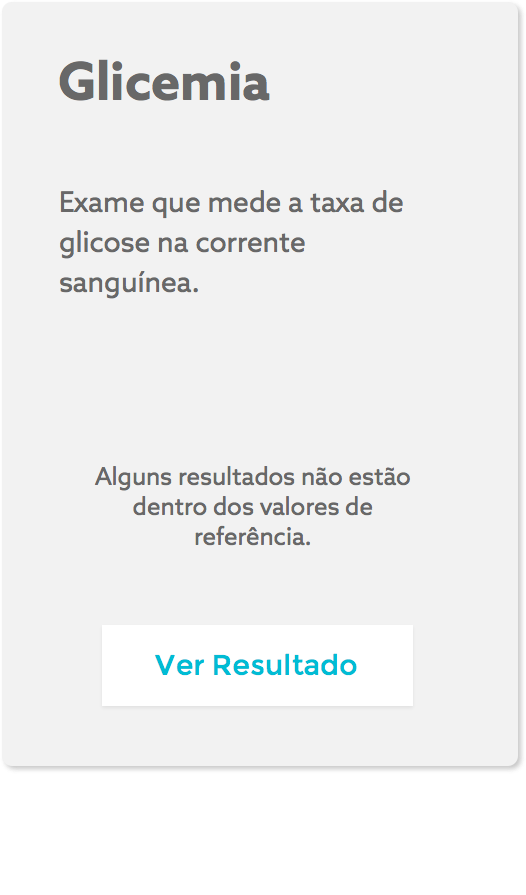 Glicemia
Exame que mede a taxa de
glicose na corrente
sanguínea.
Alguns resultados não estão
dentro dos valores de
referência.
Ver Resultado